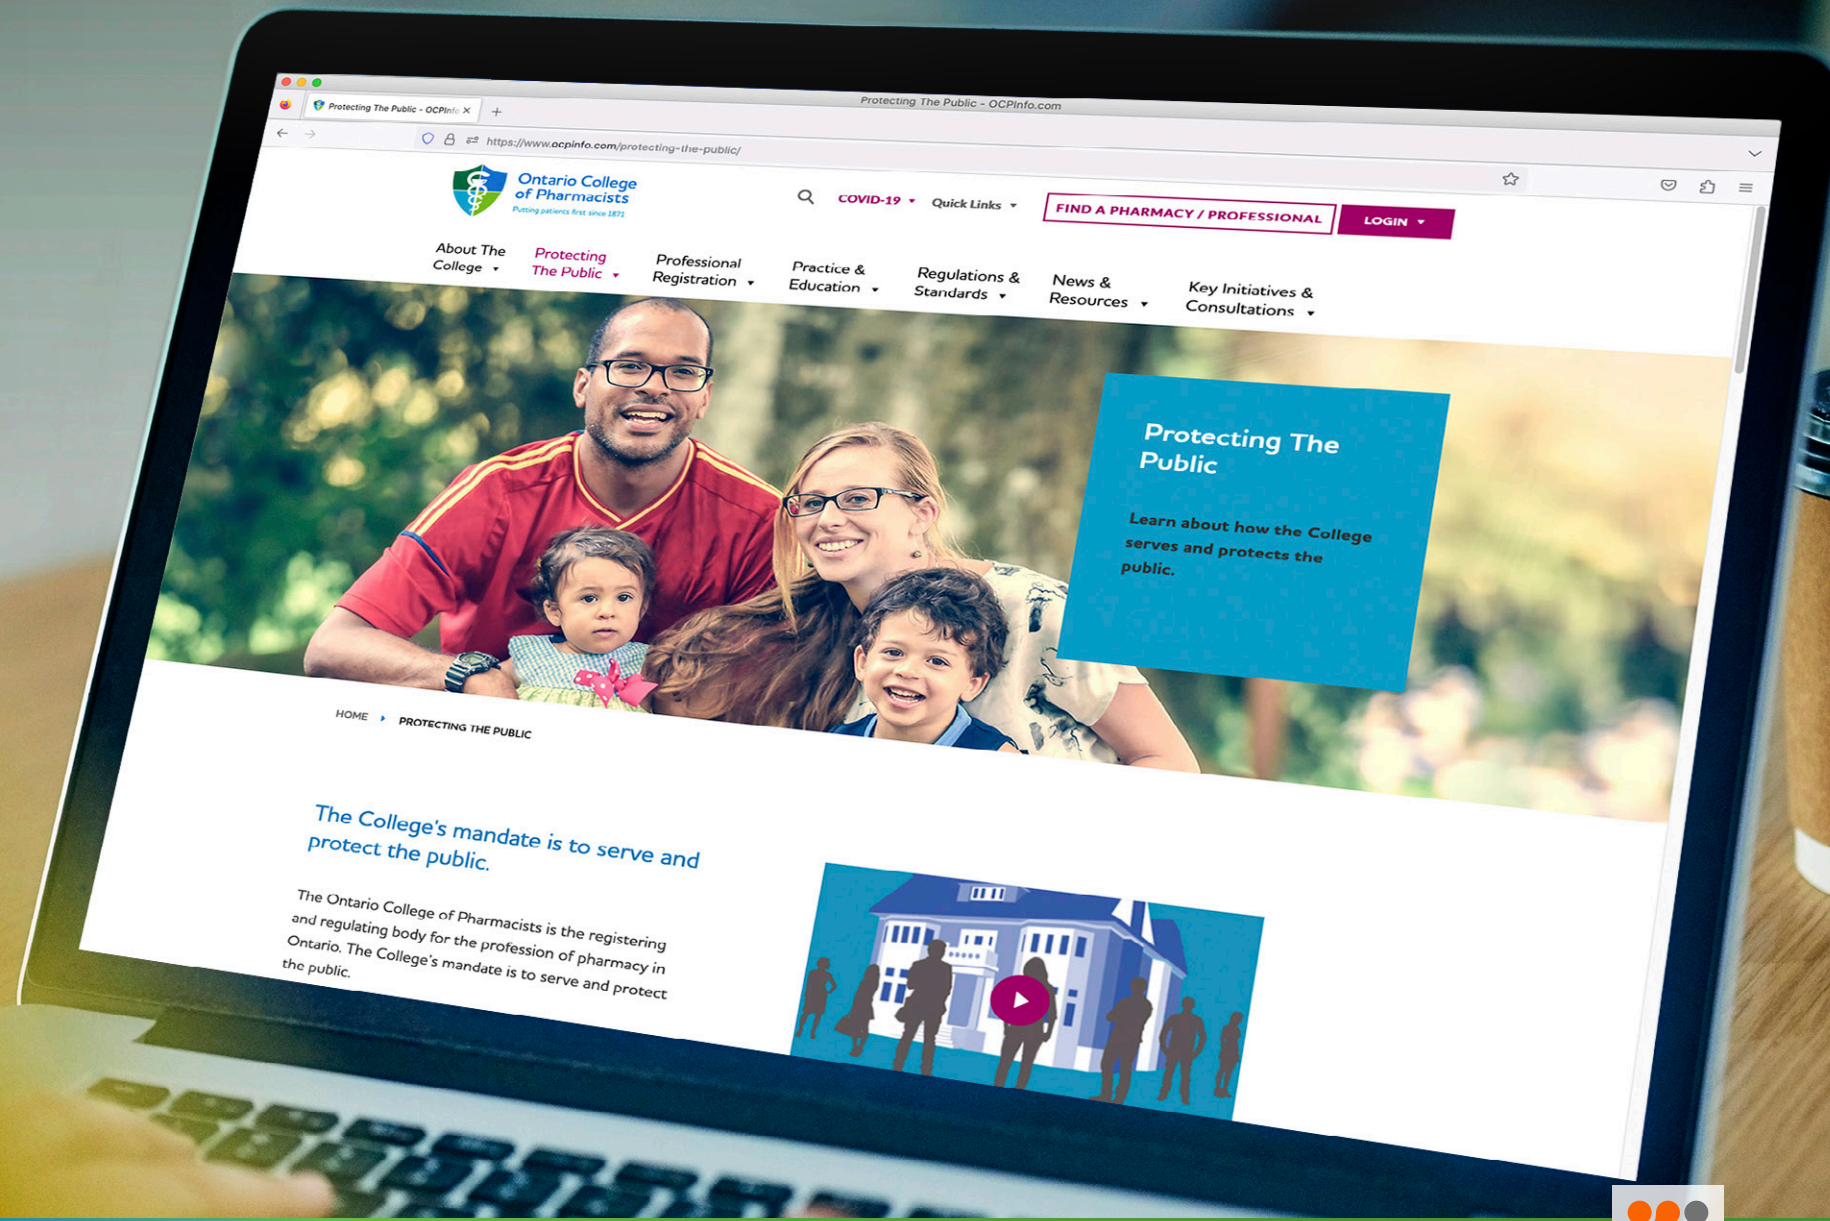 Protecting The Public - OCPInfo.com
Protecting The Public - OCPInfo
https://www.ocpinfo.com/protecting-the-public/
Ontario College
of Pharmacists
Putting patients first since 1871
COVID-19
Quick Links
FIND A PHARMACY / PROFESSIONAL
LOGIN
About The
College
Protecting
The Public
Professional
Registration
Practice &
Education
Regulations &
Standards
News &
Resources
Key Initiatives &
Consultations
Protecting The
Public
Learn about how the College
serves and protects the
public.
HOME
PROTECTING THE PUBLIC
The College's mandate is to serve and
protect the public.
The Ontario College of Pharmacists is the registering
and regulating body for the profession of pharmacy in
Ontario. The College's mandate is to serve and protect
the public.